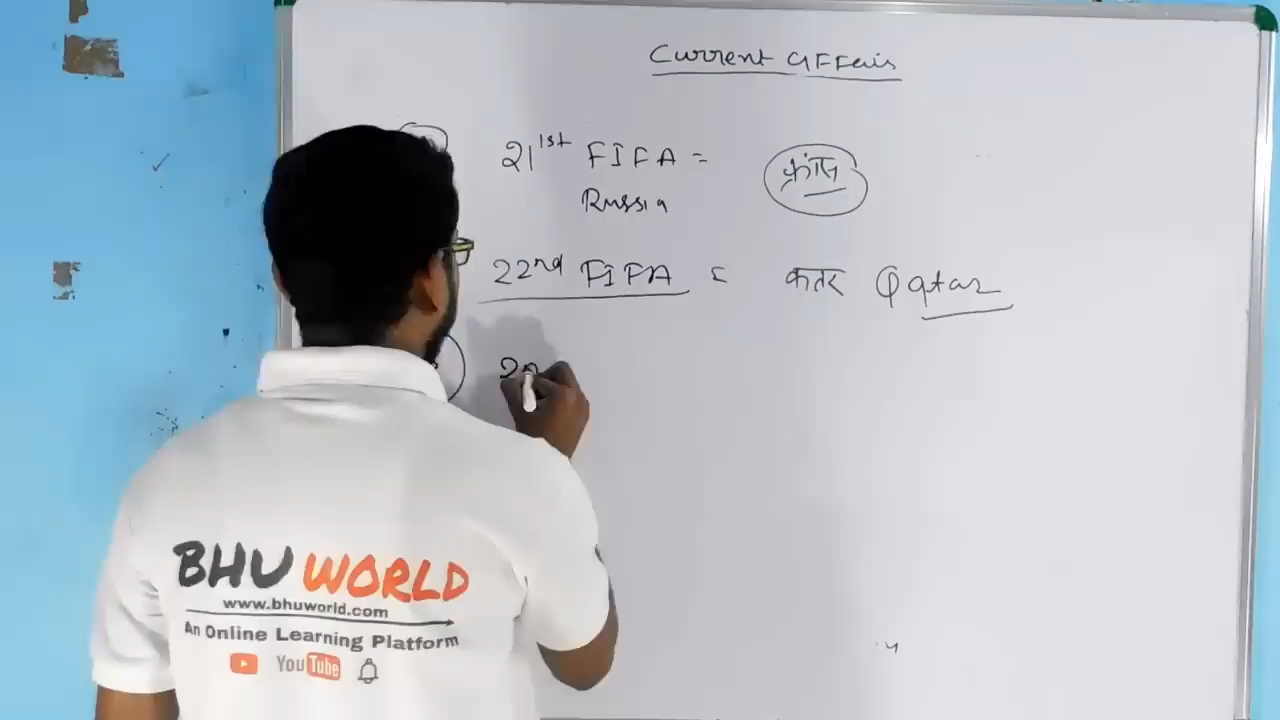 Current Affairs
21ˢᵗ FIFA = फ्रांस
Russia
22ⁿᵈ FIFA = कतर Qatar
BHU WORLD
www.bhuworld.com
An Online Learning Platform
YouTube